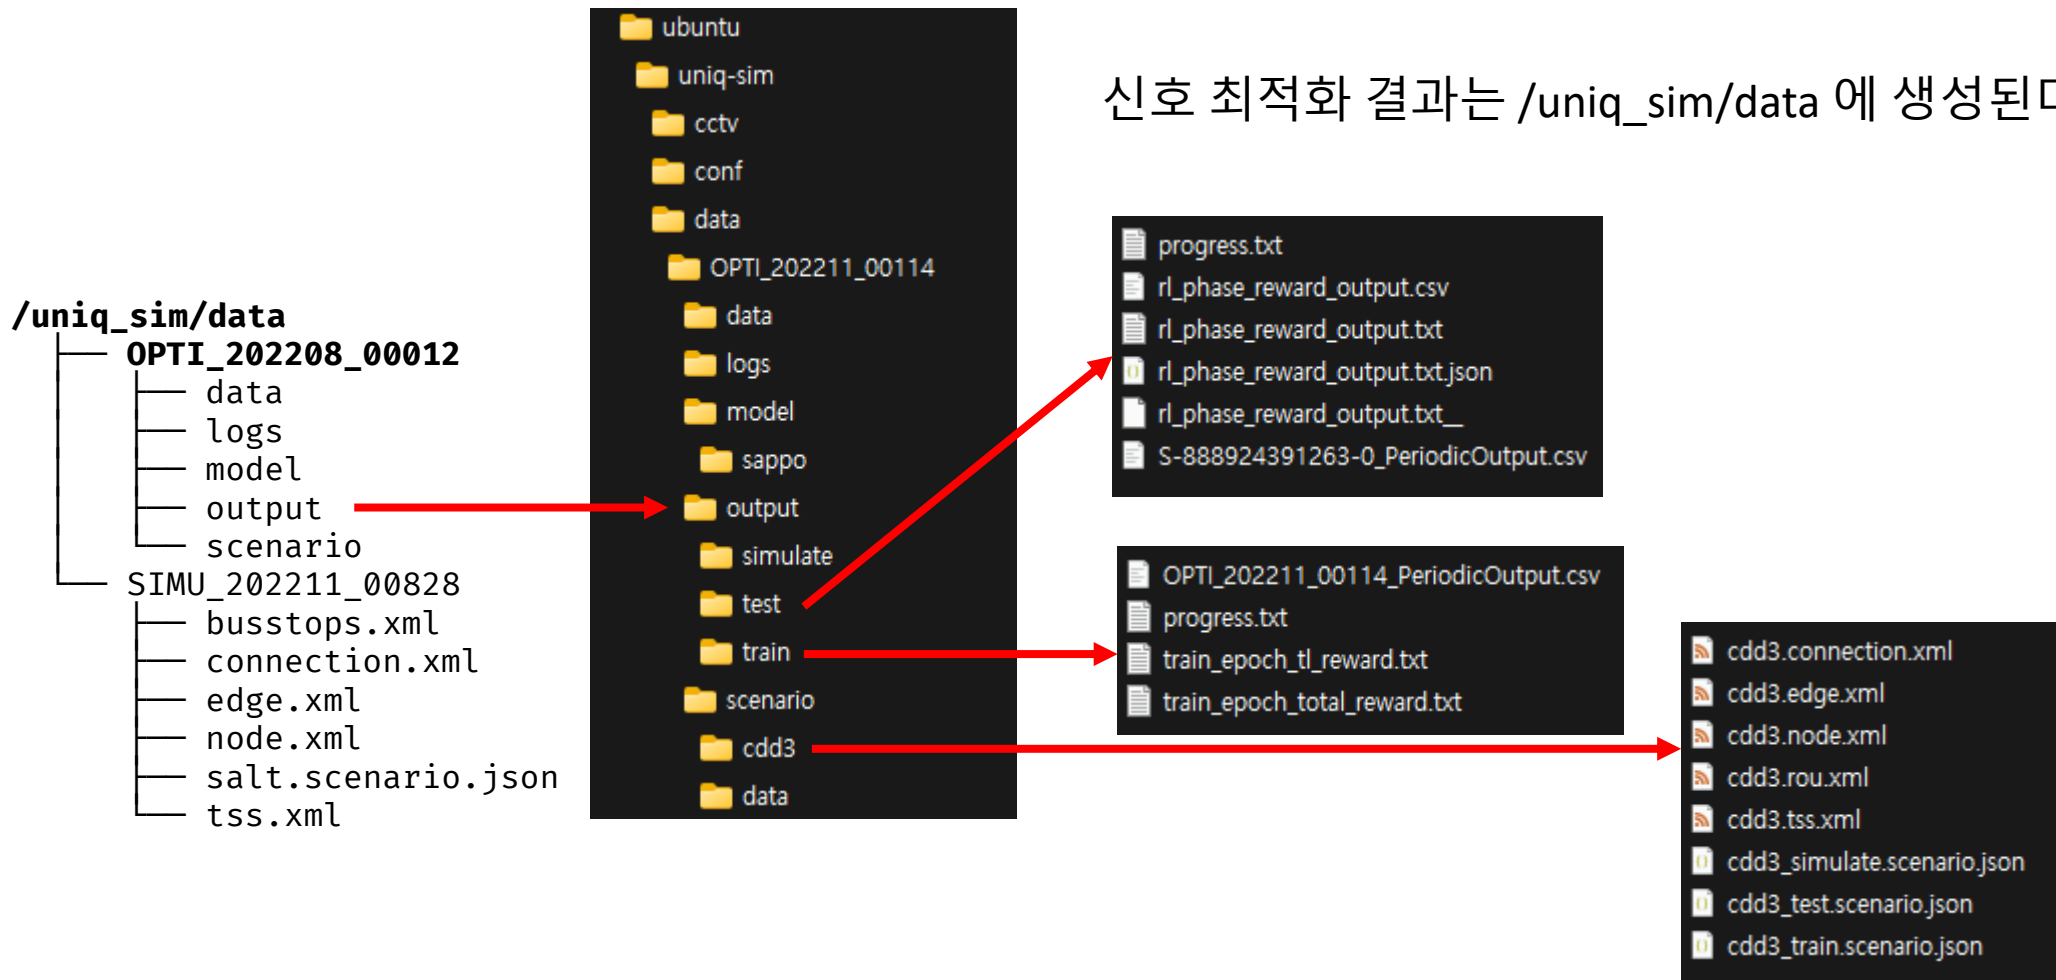 신호 최적화 결과는 /uniq_sim/data 에 생성된
/uniq_sim/data
OPTI_202208_00012
data
logs
model
output
scenario
SIMU_202211_00828
busstops.xml
connection.xml
edge.xml
node.xml
salt.scenario.json
tss.xml
ubuntu
uniq-sim
cctv
conf
data
OPTI_202211_00114
data
logs
model
sappo
output
simulate
test
train
scenario
cdd3
data
progress.txt
rl_phase_reward_output.csv
rl_phase_reward_output.txt
rl_phase_reward_output.txt.json
rl_phase_reward_output.txt__
S-888924391263-0_PeriodicOutput.csv
OPTI_202211_00114_PeriodicOutput.csv
progress.txt
train_epoch_tl_reward.txt
train_epoch_total_reward.txt
cdd3.connection.xml
cdd3.edge.xml
cdd3.node.xml
cdd3.rou.xml
cdd3.tss.xml
cdd3_simulate.scenario.json
cdd3_test.scenario.json
cdd3_train.scenario.json